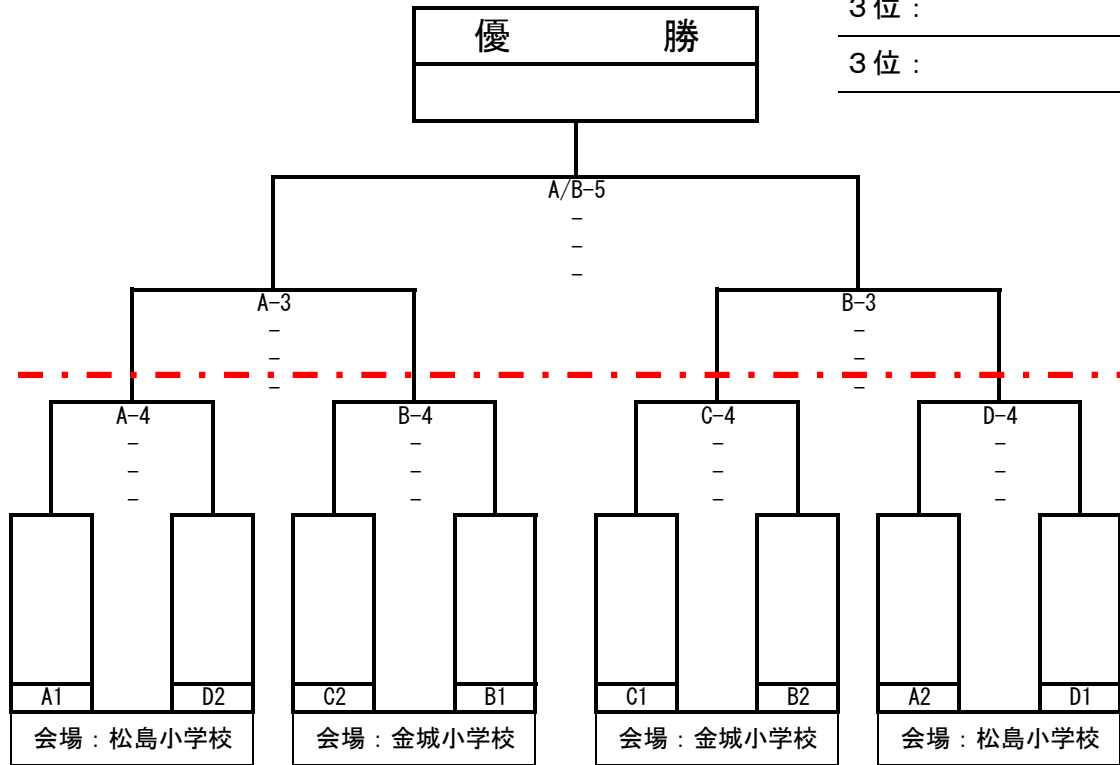 ３位：
優　　　勝
３位：
A/B-5
-
-
-
A-3 B-3
- -
- -
- -
A-4 B-4 C-4 D-4
- - - -
- - - -
- - - -
A1 D2 C2 B1 C1 B2 A2 D1
会場：松島小学校 会場：金城小学校 会場：金城小学校 会場：松島小学校